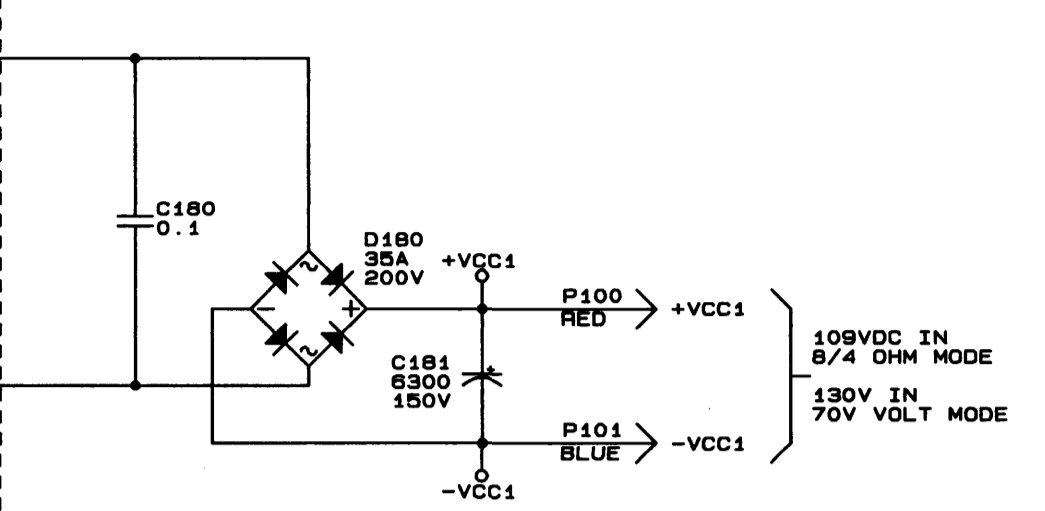 C180
0.1
D180
35A
200V
+VCC1
~
-
+
~
P100
RED
+VCC1
C181
6300
150V
+
109VDC IN
8/4 OHM MODE
130V IN
70V VOLT MODE
P101
BLUE
-VCC1
-VCC1